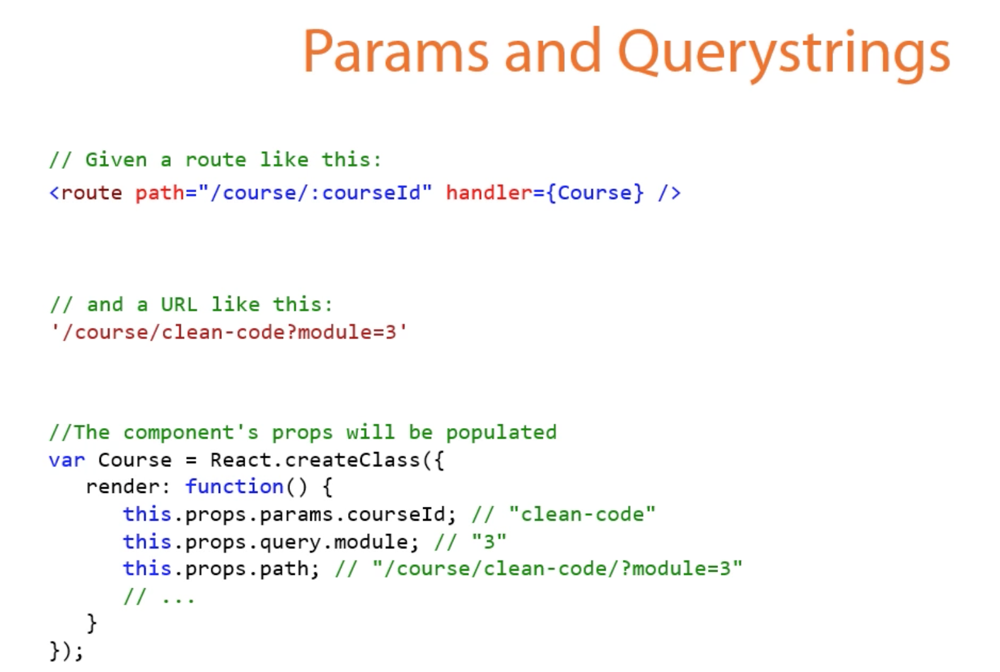 Params and Querystrings
// Given a route like this:
<route path="/course/:courseId" handler={Course} />
// and a URL like this:
'/course/clean-code?module=3'
//The component's props will be populated
var Course = React.createClass({
render: function() {
this.props.params.courseId; // "clean-code"
this.props.query.module; // "3"
this.props.path; // "/course/clean-code/?module=3"
// ...
}
});